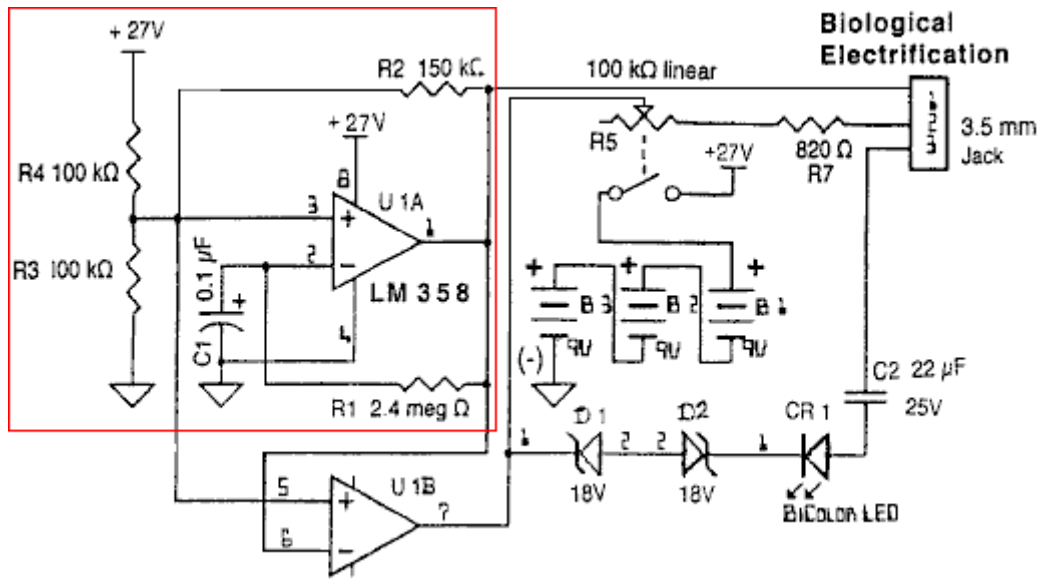 + 27V
R2 150 kΩ
100 kΩ linear
Biological
Electrification
+27V
R5
R4 100 kΩ
8
U 1A
+27V
820 Ω
R7
1
2
3
3.5 mm
Jack
3
+
1
2
−
R3 100 kΩ
0.1 µF
+
LM 358
C1
4
+
B 3
9V
+
B 2
9V
+
B 1
9V
(-)
R1 2.4 meg Ω
C2 22 µF
25V
1
D1
2
2
D2
1
CR 1
18V
18V
BiColor LED
5
+
U 1B
7
6
−